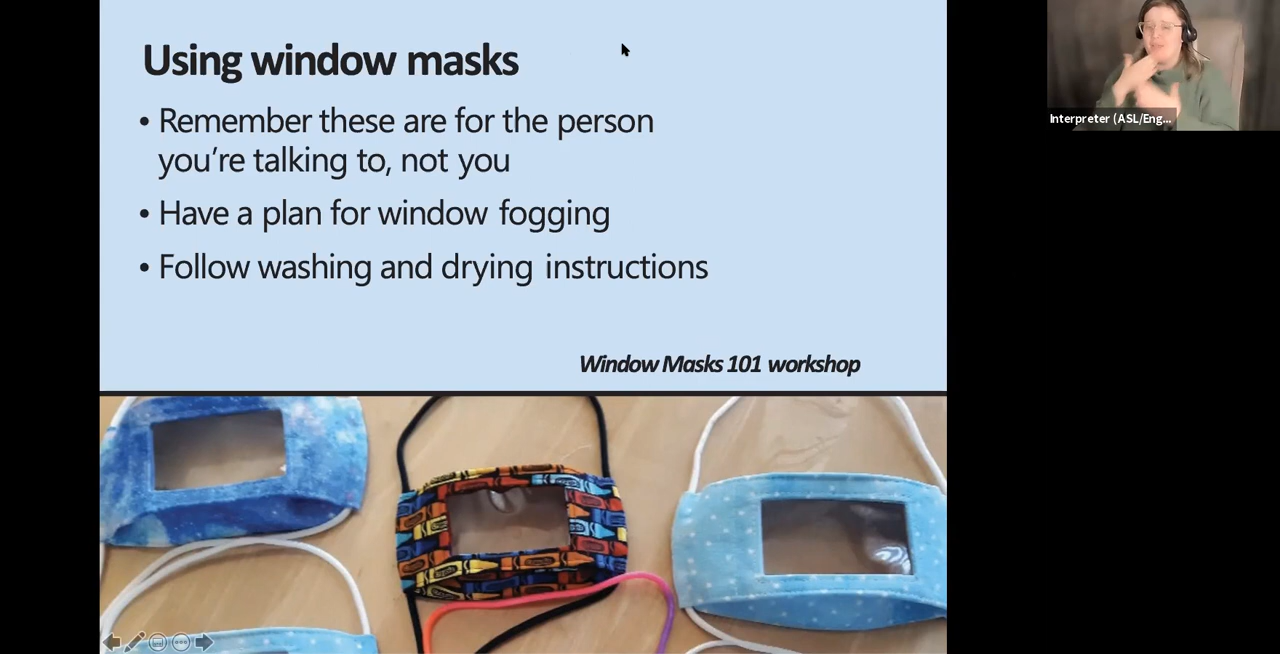 Using window masks
• Remember these are for the person
you're talking to, not you
• Have a plan for window fogging
• Follow washing and drying instructions
Window Masks 101 workshop
Interpreter (ASL/Eng...